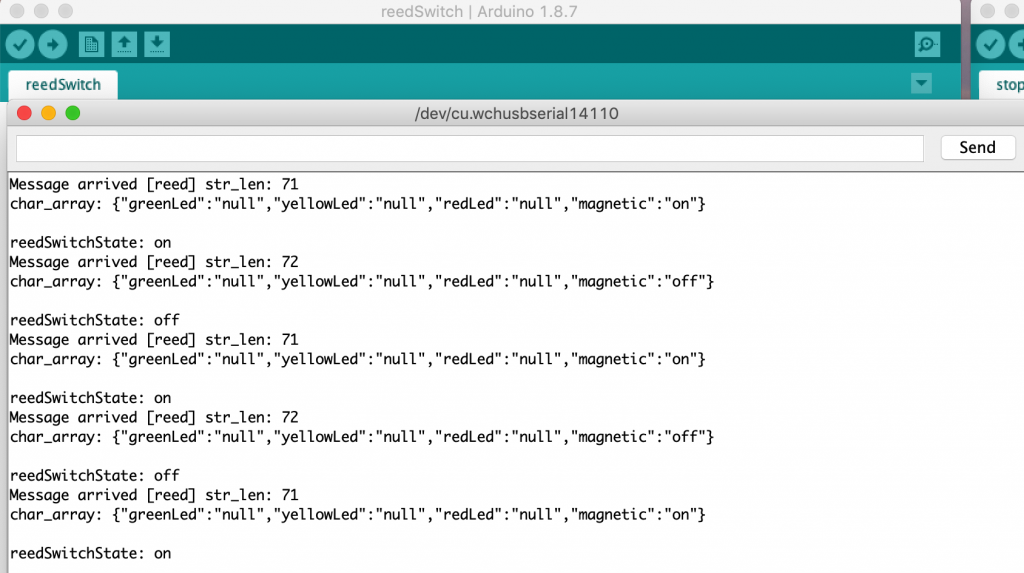 reedSwitch | Arduino 1.8.7
reedSwitch
stop
/dev/cu.wchusbserial14110
Send
Message arrived [reed] str_len: 71
char_array: {"greenLed":"null","yellowLed":"null","redLed":"null","magnetic":"on"}
reedSwitchState: on
Message arrived [reed] str_len: 72
char_array: {"greenLed":"null","yellowLed":"null","redLed":"null","magnetic":"off"}
reedSwitchState: off
Message arrived [reed] str_len: 71
char_array: {"greenLed":"null","yellowLed":"null","redLed":"null","magnetic":"on"}
reedSwitchState: on
Message arrived [reed] str_len: 72
char_array: {"greenLed":"null","yellowLed":"null","redLed":"null","magnetic":"off"}
reedSwitchState: off
Message arrived [reed] str_len: 71
char_array: {"greenLed":"null","yellowLed":"null","redLed":"null","magnetic":"on"}
reedSwitchState: on